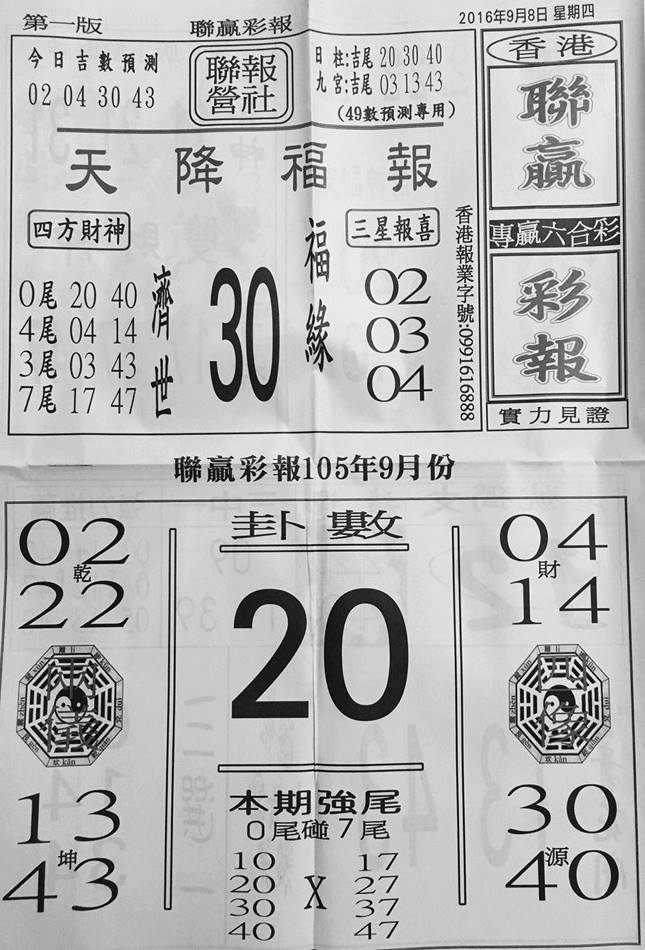 第一版 聯贏彩報 2016年9月8日 星期四
今日吉數預測
02 04 30 43
聯報
營社
日柱:吉尾 20 30 40
九宮:吉尾 03 13 43
(49數預測專用)
天降福報
四方財神
0尾 20 40
4尾 04 14
3尾 03 43
7尾 17 47
濟世
30
福緣
三星報喜
02
03
04
香港報業字號:0991616888
香港
聯贏
專贏六合彩
彩報
實力見證
聯贏彩報105年9月份
02
乾
22
13
坤
43
卦數
20
本期強尾
0尾碰7尾
10 17
20 27
X
30 37
40 47
04
財
14
30
源
40